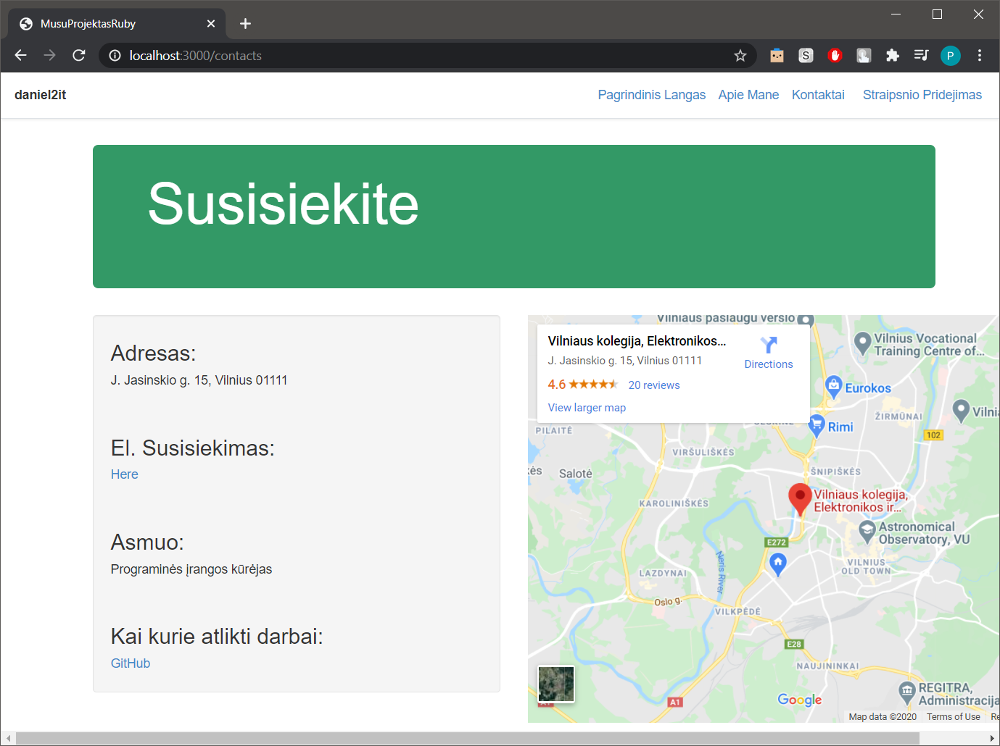 MusuProjektasRuby
localhost:3000/contacts
S
P
daniel2it
Pagrindinis Langas Apie Mane Kontaktai Straipsnio Pridejimas
Susisiekite
Adresas:
J. Jasinskio g. 15, Vilnius 01111
El. Susisiekimas:
Here
Asmuo:
Programinės įrangos kūrėjas
Kai kurie atlikti darbai:
GitHub
Vilniaus paslaugų
Vilniaus kolegija, Elektronikos...
J. Jasinskio g. 15, Vilnius 01111
4.6
20 reviews
View larger map
Directions
Vilnius Vocational
Training Centre of...
Eurokos
ŽIRMŪNAI
Vilni
Rimi
102
PILAITĖ
VIRŠULIŠKĖS
kės
Salotė
ŠNIPIŠKĖS
KAROLINIŠKĖS
Vilniaus kolegija,
Elektronikos ir...
Astronomical
Observatory, VU
E272
Neris River
VILNIUS
OLD TOWN
LAZDYNAI
Oslo g.
VILKPĖDĖ
E28
NAUJININKAI
REGITRA,
Administracija
A1
A1
Google
Map data ©2020 Terms of Use Re